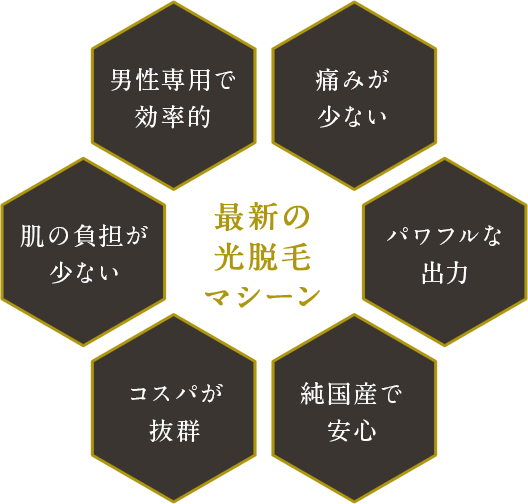 男性専用で
効率的
痛みが
少ない
肌の負担が
少ない
最新の
光脱毛
マシーン
パワフルな
出力
コスパが
抜群
純国産で
安心